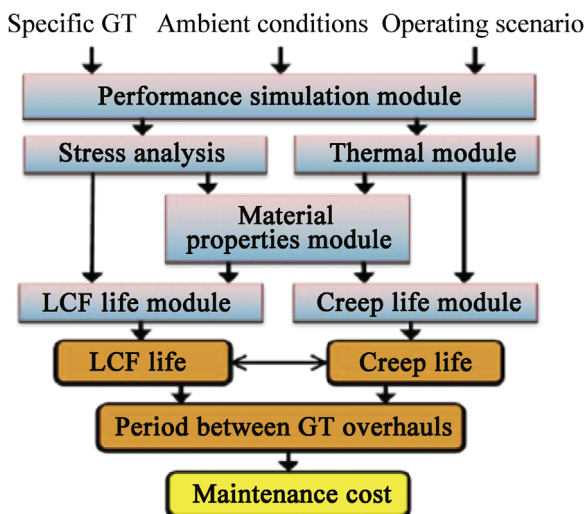 Specific GT Ambient conditions Operating scenario
Performance simulation module
Stress analysis Thermal module
Material
properties module
LCF life module Creep life module
LCF life Creep life
Period between GT overhauls
Maintenance cost